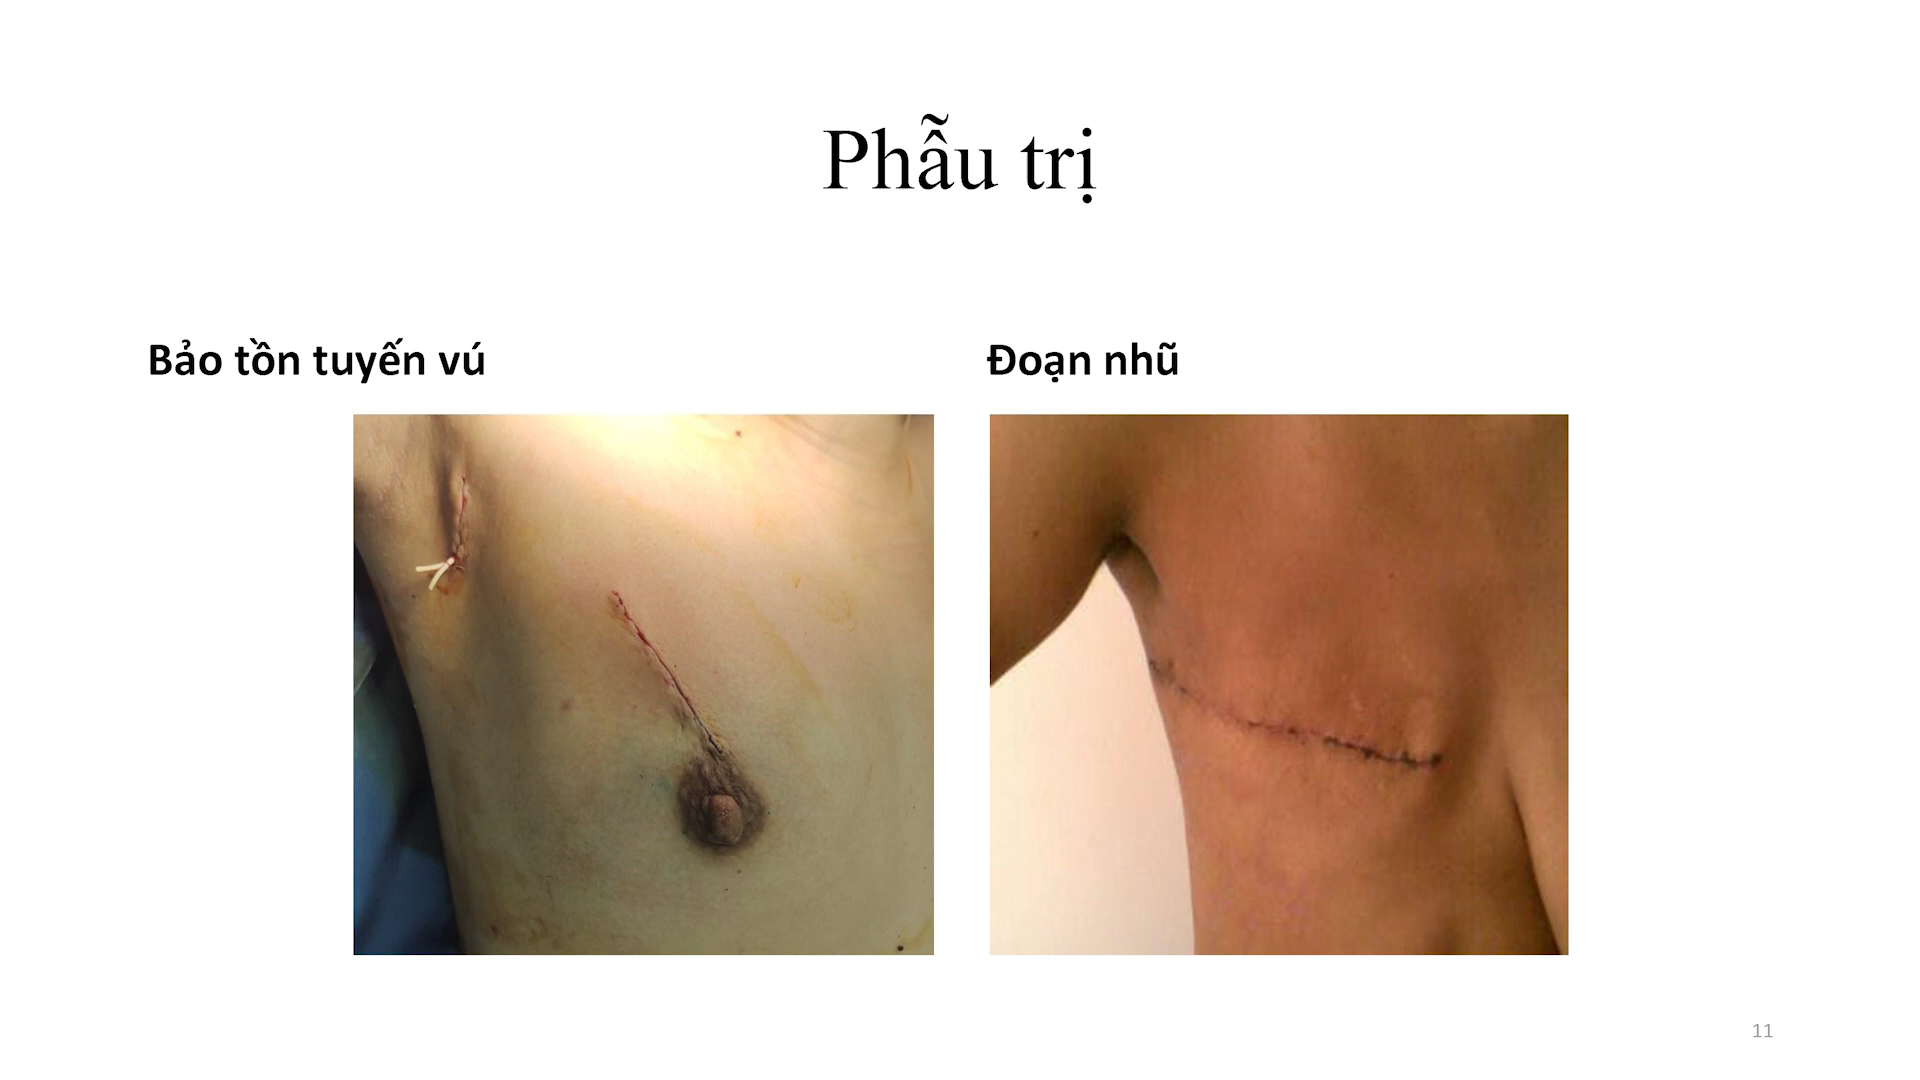 Phẫu trị
Bảo tồn tuyến vú
Đoạn nhũ
11